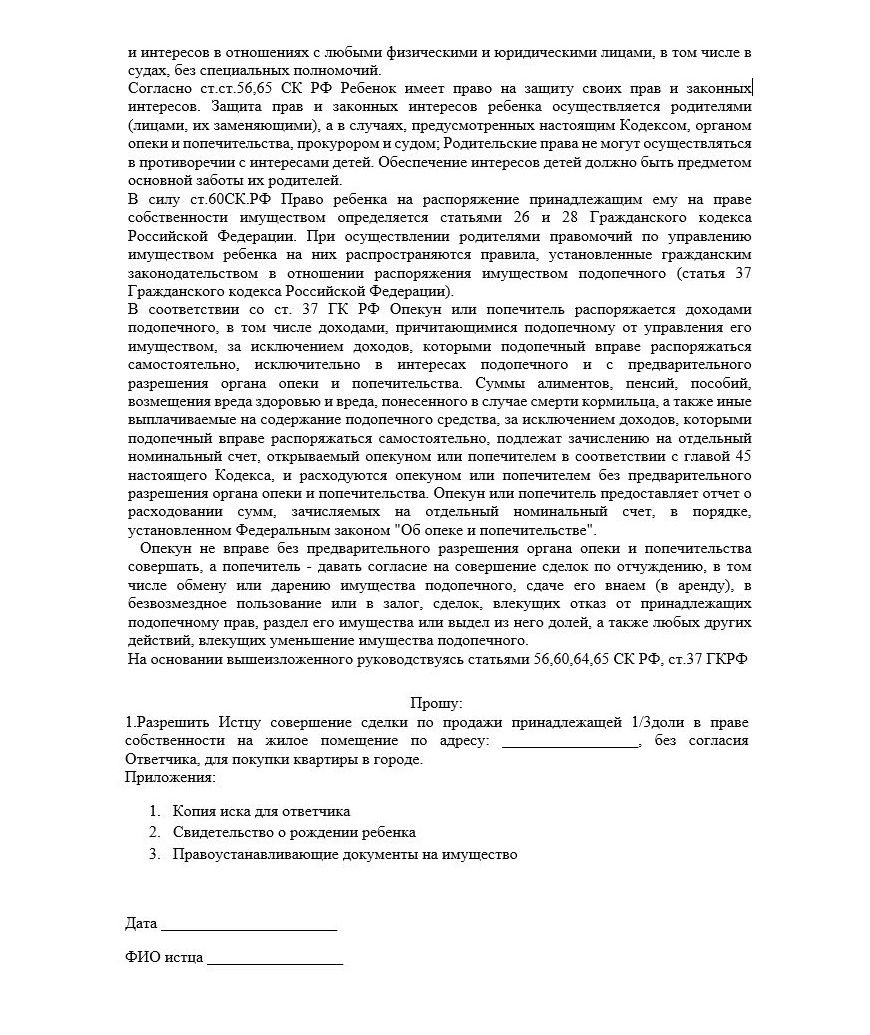 и интересов в отношениях с любыми физическими и юридическими лицами, в том числе в
судах, без специальных полномочий.
Согласно ст.ст.56,65 СК РФ Ребенок имеет право на защиту своих прав и законных
интересов. Защита прав и законных интересов ребенка осуществляется родителями
(лицами, их заменяющими), а в случаях, предусмотренных настоящим Кодексом, органом
опеки и попечительства, прокурором и судом; Родительские права не могут осуществляться
в противоречии с интересами детей. Обеспечение интересов детей должно быть предметом
основной заботы их родителей.
В силу ст.60СК.РФ Право ребенка на распоряжение принадлежащим ему на праве
собственности имуществом определяется статьями 26 и 28 Гражданского кодекса
Российской Федерации. При осуществлении родителями правомочий по управлению
имуществом ребенка на них распространяются правила, установленные гражданским
законодательством в отношении распоряжения имуществом подопечного (статья 37
Гражданского кодекса Российской Федерации).
В соответствии со ст. 37 ГК РФ Опекун или попечитель распоряжается доходами
подопечного, в том числе доходами, причитающимися подопечному от управления его
имуществом, за исключением доходов, которыми подопечный вправе распоряжаться
самостоятельно, исключительно в интересах подопечного и с предварительного
разрешения органа опеки и попечительства. Суммы алиментов, пенсий, пособий,
возмещения вреда здоровью и вреда, понесенного в случае смерти кормильца, а также иные
выплачиваемые на содержание подопечного средства, за исключением доходов, которыми
подопечный вправе распоряжаться самостоятельно, подлежат зачислению на отдельный
номинальный счет, открываемый опекуном или попечителем в соответствии с главой 45
настоящего Кодекса, и расходуются опекуном или попечителем без предварительного
разрешения органа опеки и попечительства. Опекун или попечитель предоставляет отчет о
расходовании сумм, зачисляемых на отдельный номинальный счет, в порядке,
установленном Федеральным законом "Об опеке и попечительстве".
Опекун не вправе без предварительного разрешения органа опеки и попечительства
совершать, а попечитель - давать согласие на совершение сделок по отчуждению, в том
числе обмену или дарению имущества подопечного, сдаче его внаем (в аренду), в
безвозмездное пользование или в залог, сделок, влекущих отказ от принадлежащих
подопечному прав, раздел его имущества или выдел из него долей, а также любых других
действий, влекущих уменьшение имущества подопечного.
На основании вышеизложенного руководствуясь статьями 56,60,64,65 СК РФ, ст.37 ГКРФ
Прошу:
1.Разрешить Истцу совершение сделки по продажи принадлежащей 1/3доли в праве
собственности на жилое помещение по адресу: __________________, без согласия
Ответчика, для покупки квартиры в городе.
Приложения:
1. Копия иска для ответчика
2. Свидетельство о рождении ребенка
3. Правоустанавливающие документы на имущество
Дата _______________________
ФИО истца __________________